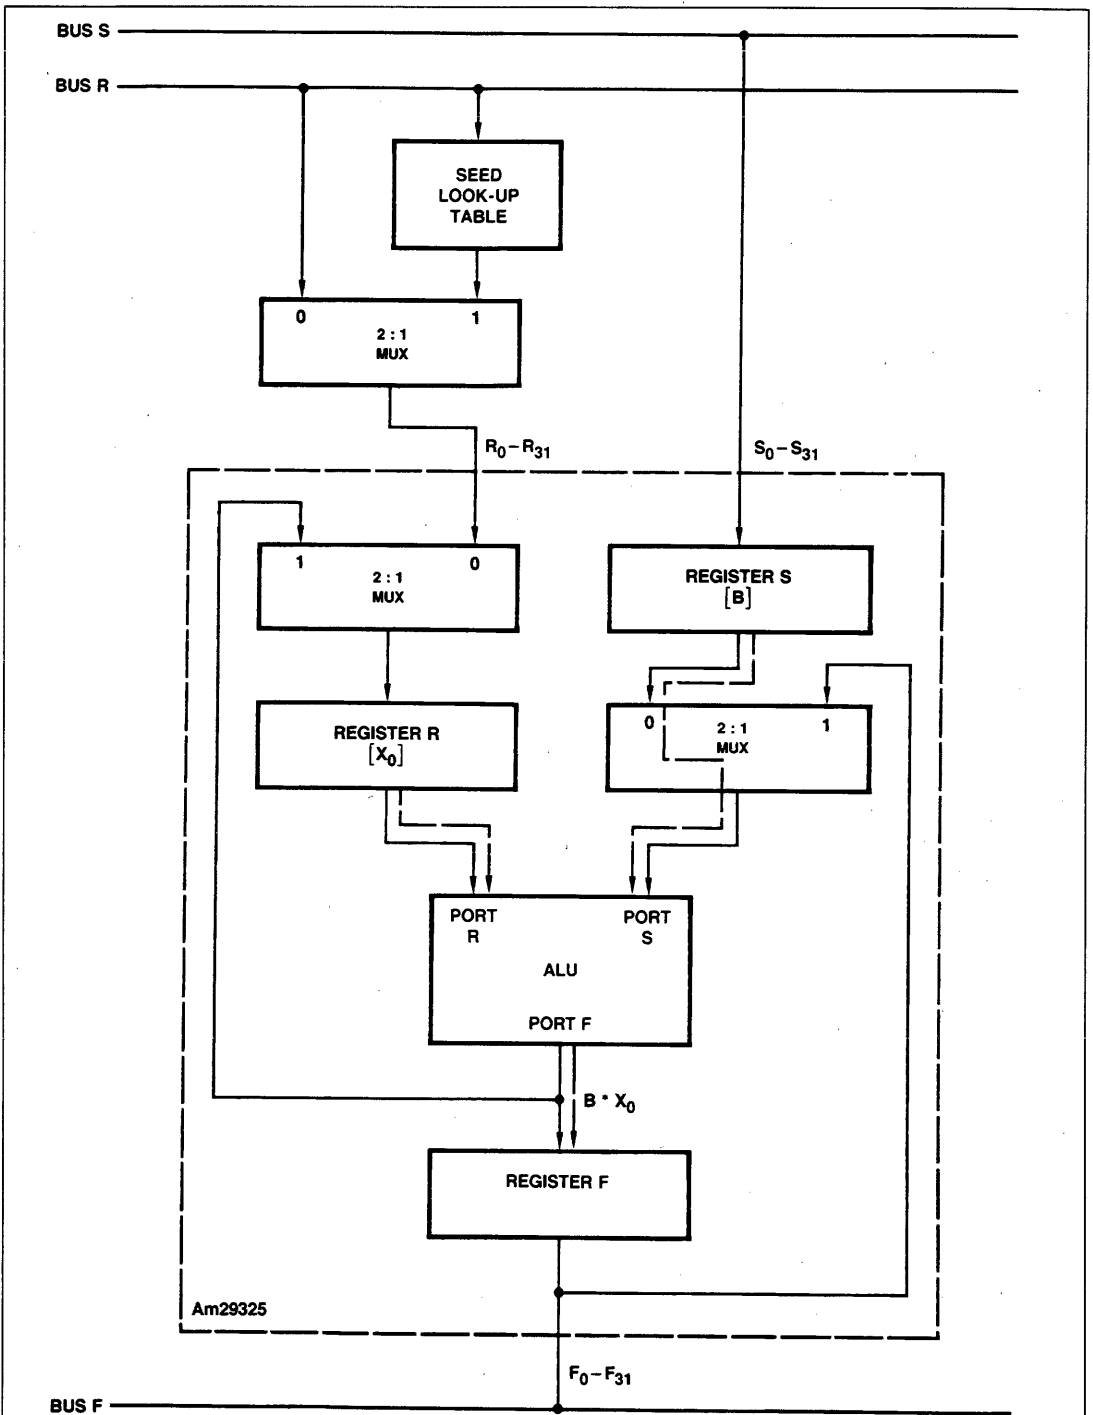 BUS S
BUS R
SEED
LOOK-UP
TABLE
0 1
2 : 1
MUX
R0–R31
S0–S31
1 0
2 : 1
MUX
REGISTER S
[B]
REGISTER R
[X0]
0 1
2 : 1
MUX
PORT
R
PORT
S
ALU
PORT F
B * X0
REGISTER F
Am29325
F0–F31
BUS F